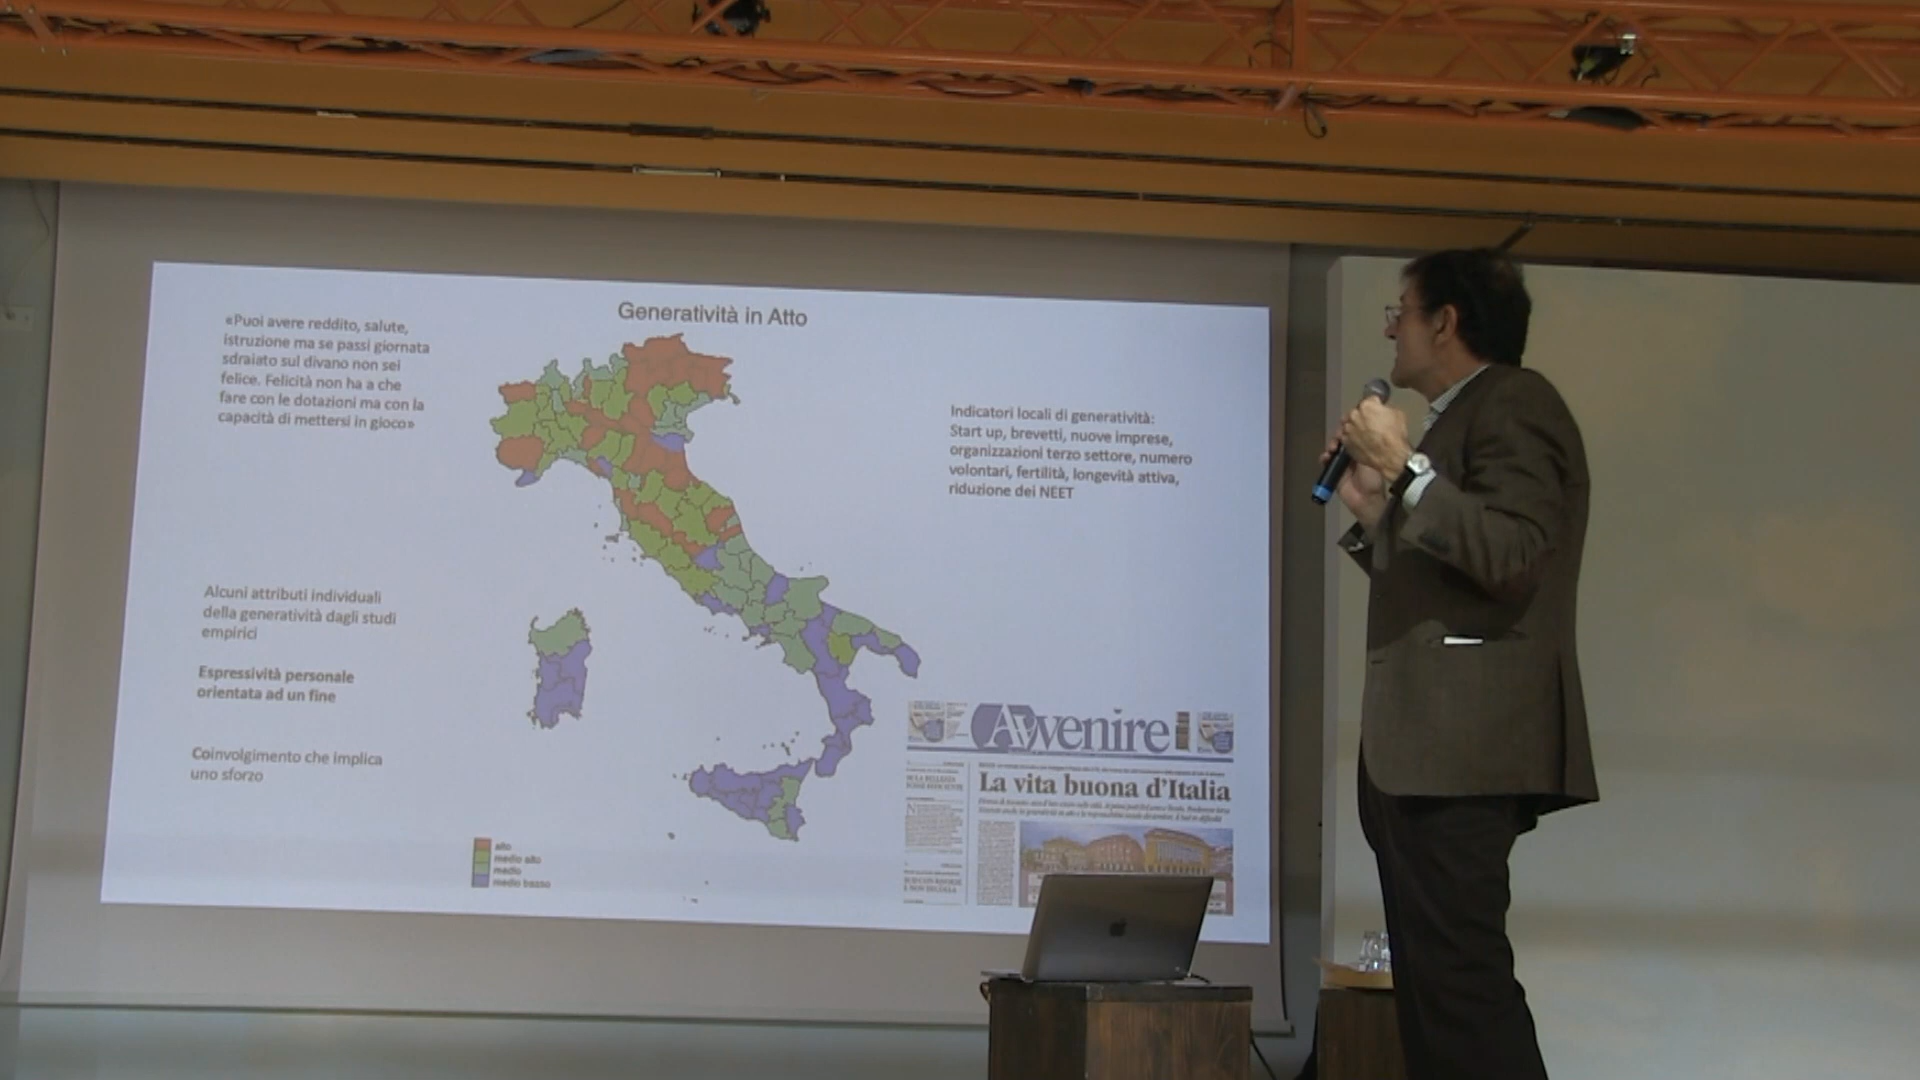 Generatività in Atto
«Puoi avere reddito, salute,
istruzione ma se passi giornata
sdraiato sul divano non sei
felice. Felicità non ha a che
fare con le dotazioni ma con la
capacità di mettersi in gioco»
Indicatori locali di generatività:
Start up, brevetti, nuove imprese,
organizzazioni terzo settore, numero
volontari, fertilità, longevità attiva,
riduzione dei NEET
Alcuni attributi individuali
della generatività dagli studi
empirici
Espressività personale
orientata ad un fine
Coinvolgimento che implica
uno sforzo
alto
medio alto
medio
medio basso
Avvenire
La vita buona d'Italia